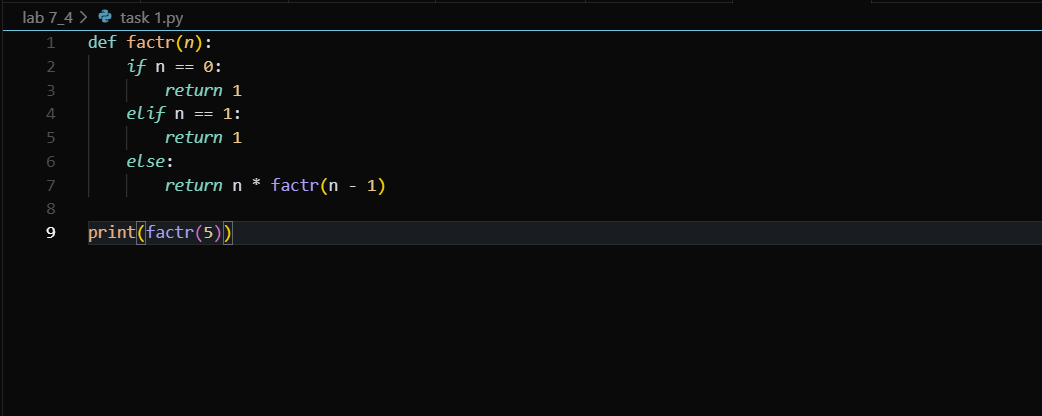 lab 7_4 > task 1.py
1 def factr(n):
2     if n == 0:
3         return 1
4     elif n == 1:
5         return 1
6     else:
7         return n * factr(n - 1)
8
9 print(factr(5))